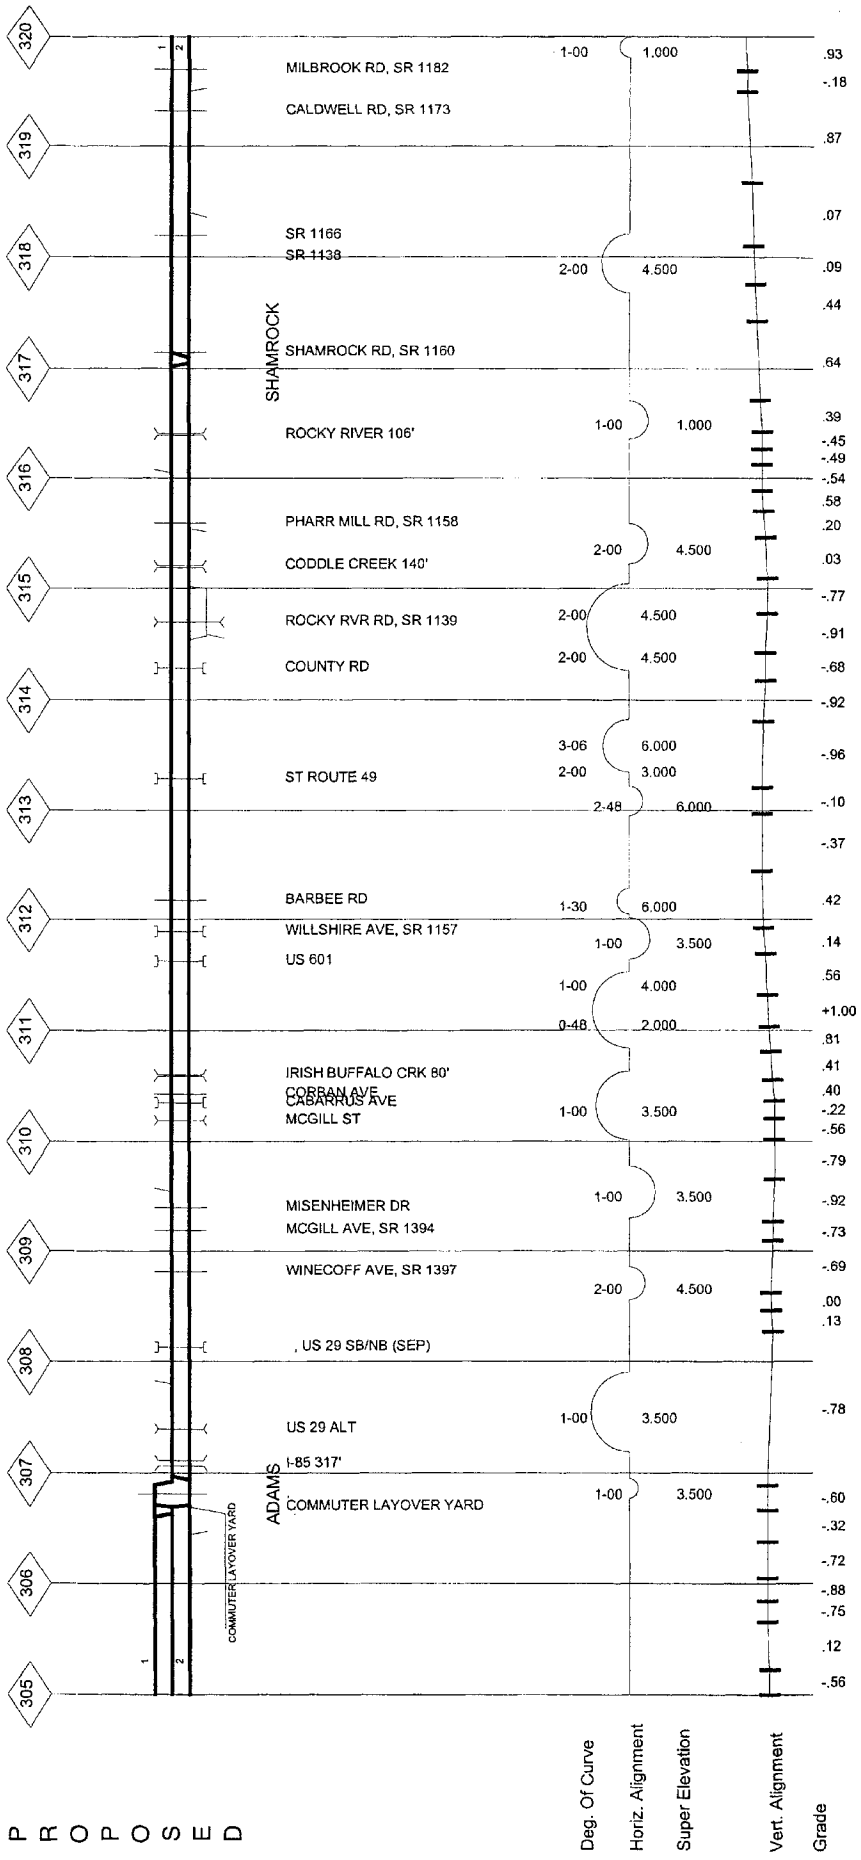 320
1
2
MILBROOK RD, SR 1182
1-00
1.000
.93
-.18
CALDWELL RD, SR 1173
319
.87
.07
SR 1166
318
SR 1138
2-00
4.500
.09
.44
SHAMROCK
SHAMROCK RD, SR 1160
317
.64
.39
ROCKY RIVER 106'
1-00
1.000
-.45
-.49
316
-.54
.58
PHARR MILL RD, SR 1158
.20
2-00
4.500
CODDLE CREEK 140'
.03
315
-.77
ROCKY RVR RD, SR 1139
2-00
4.500
-.91
COUNTY RD
2-00
4.500
-.68
314
-.92
3-06
6.000
-.96
ST ROUTE 49
2-00
3.000
313
2-48
6.000
-.10
-.37
BARBEE RD
1-30
6.000
.42
312
WILLSHIRE AVE, SR 1157
1-00
3.500
.14
US 601
.56
1-00
4.000
+1.00
311
0-48
2.000
.81
IRISH BUFFALO CRK 80'
.41
CORBAN AVE
.40
CABARRUS AVE
1-00
3.500
-.22
MCGILL ST
-.56
310
-.79
1-00
3.500
-.92
MISENHEIMER DR
MCGILL AVE, SR 1394
-.73
309
-.69
WINECOFF AVE, SR 1397
2-00
4.500
.00
.13
, US 29 SB/NB (SEP)
308
-.78
US 29 ALT
1-00
3.500
I-85 317'
307
ADAMS
COMMUTER LAYOVER YARD
1-00
3.500
-.60
-.32
COMMUTER LAYOVER YARD
-.72
306
-.88
-.75
.12
1
2
-.56
305
PROPOSED
Deg. Of Curve
Horiz. Alignment
Super Elevation
Vert. Alignment
Grade